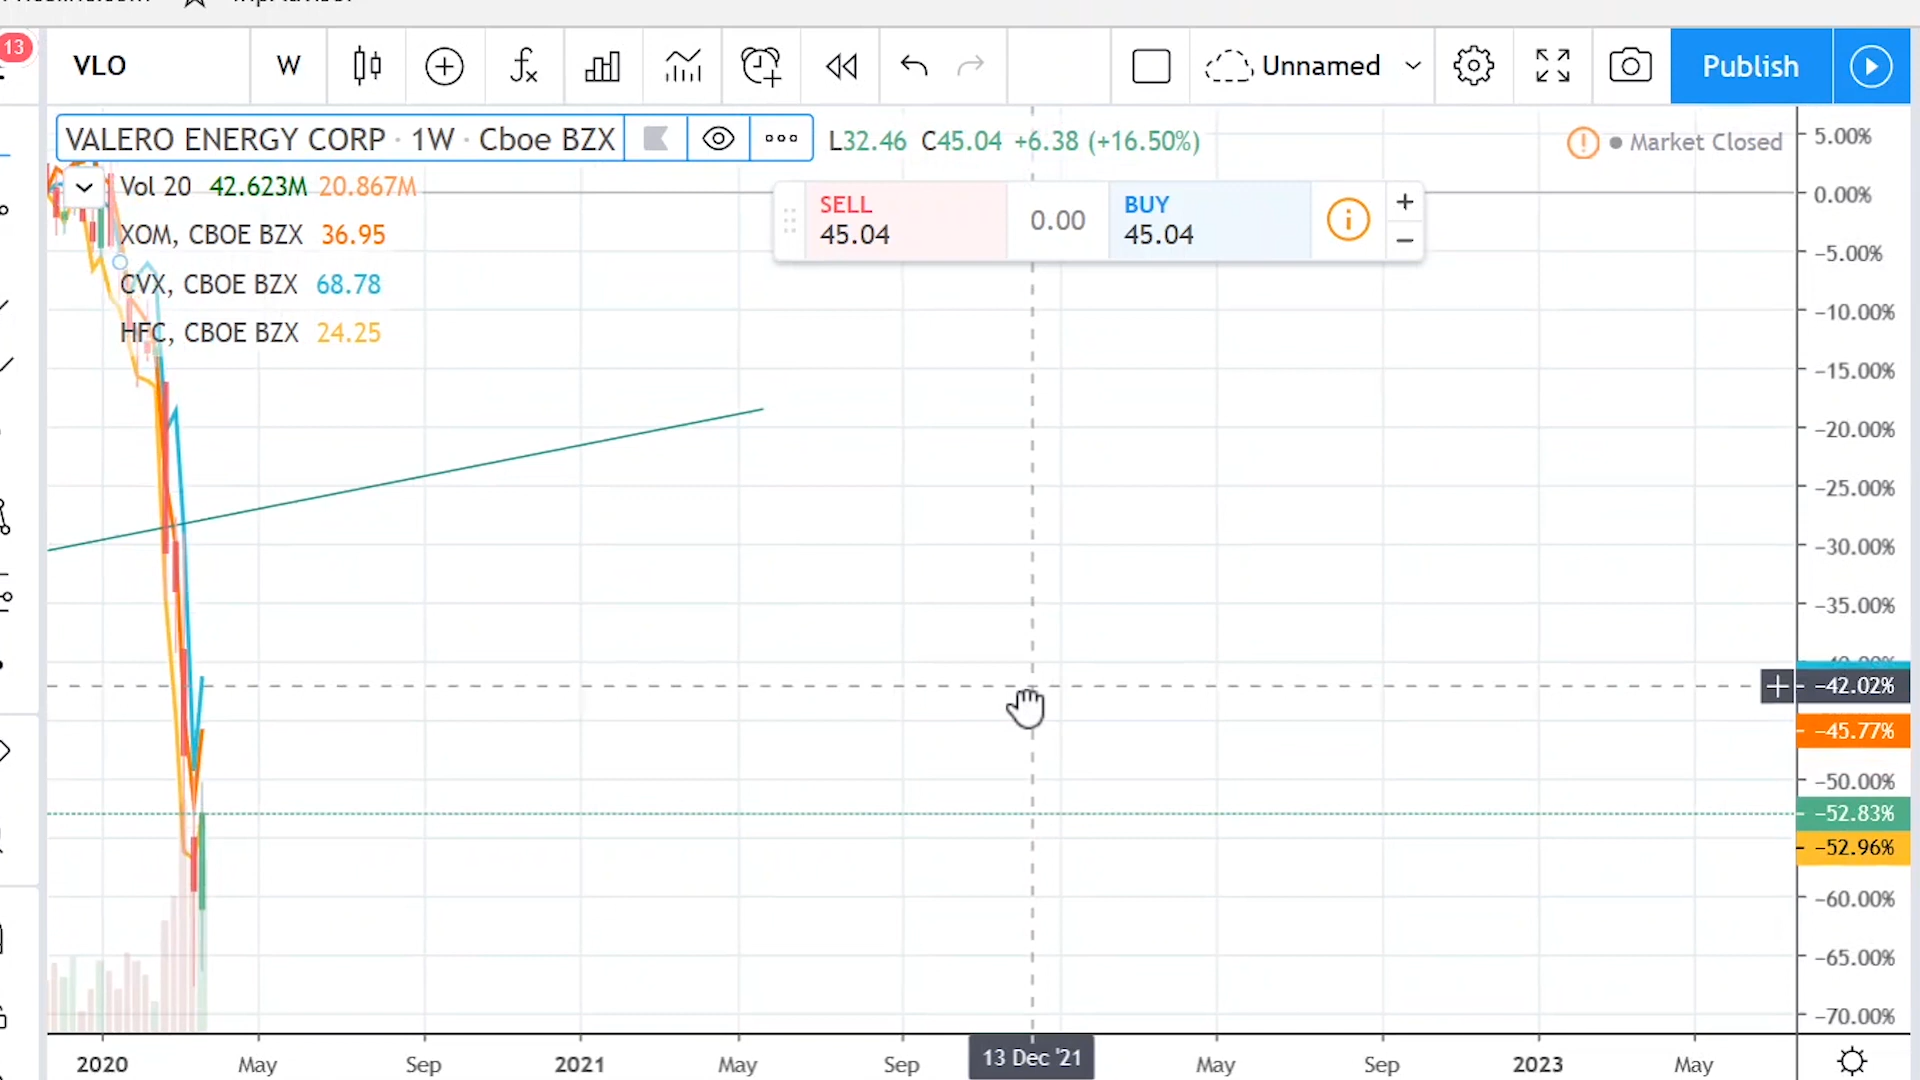 13
VLO
W
Unnamed
Publish
VALERO ENERGY CORP · 1W · Cboe BZX
L32.46 C45.04 +6.38 (+16.50%)
Market Closed
Vol 20 42.623M 20.867M
XOM, CBOE BZX 36.95
CVX, CBOE BZX 68.78
HFC, CBOE BZX 24.25
SELL
45.04
0.00
BUY
45.04
5.00%
0.00%
−5.00%
−10.00%
−15.00%
−20.00%
−25.00%
−30.00%
−35.00%
−42.02%
−45.77%
−50.00%
−52.83%
−52.96%
−60.00%
−65.00%
−70.00%
2020 May Sep 2021 May Sep 13 Dec '21 May Sep 2023 May